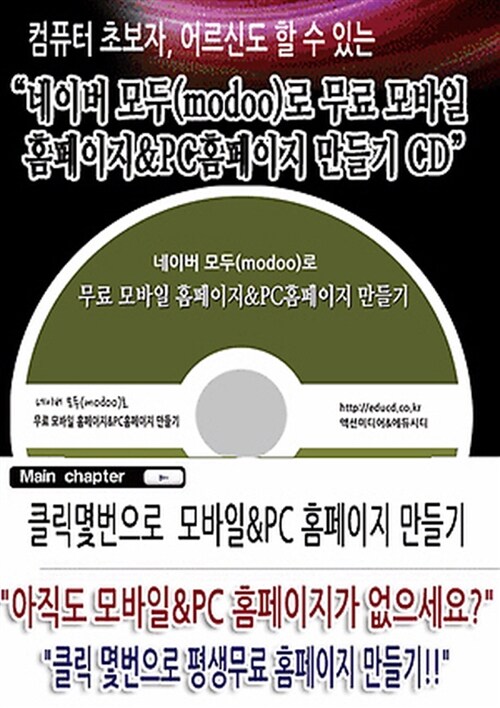 컴퓨터 초보자, 어르신도 할 수 있는
“네이버 모두(modoo)로 무료 모바일
홈페이지&PC홈페이지 만들기 CD”
네이버 모두(modoo)로
무료 모바일 홈페이지&PC홈페이지 만들기
네이버 모두(modoo)로
무료 모바일 홈페이지&PC홈페이지 만들기
http://educd.co.kr
액션미디어&에듀시디
Main chapter
클릭몇번으로 모바일&PC 홈페이지 만들기
"아직도 모바일&PC 홈페이지가 없으세요?"
"클릭 몇번으로 평생무료 홈페이지 만들기!!"